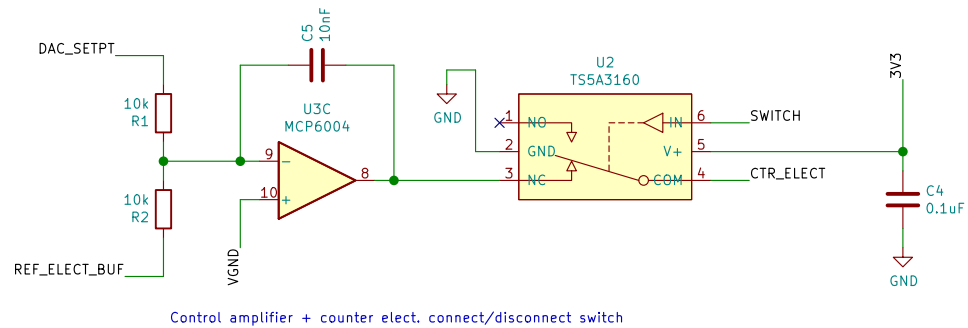 DAC_SETPT
10k
R1
10k
R2
REF_ELECT_BUF
C5
10nF
U3C
MCP6004
9
10
8
VGND
GND
U2
TS5A3160
1
2
3
NO
GND
NC
IN
V+
COM
6
5
4
SWITCH
CTR_ELECT
3V3
C4
0.1uF
GND
Control amplifier + counter elect. connect/disconnect switch